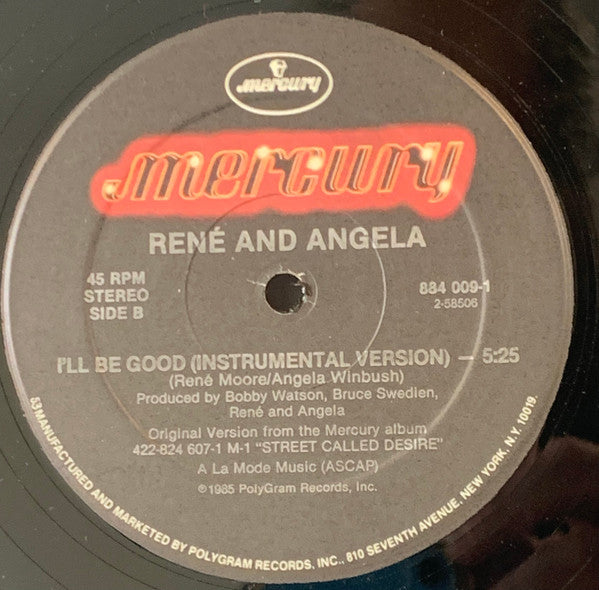 mercury
mercury
RENÉ AND ANGELA
45 RPM
STEREO
SIDE B
884 009-1
2-58506
I'LL BE GOOD (INSTRUMENTAL VERSION) — 5:25
(René Moore/Angela Winbush)
Produced by Bobby Watson, Bruce Swedien,
René and Angela
Original Version from the Mercury album
422-824 607-1 M-1 "STREET CALLED DESIRE"
A La Mode Music (ASCAP)
℗1985 PolyGram Records, Inc.
53 MANUFACTURED AND MARKETED BY POLYGRAM RECORDS, INC., 810 SEVENTH AVENUE, NEW YORK, N.Y. 10019.